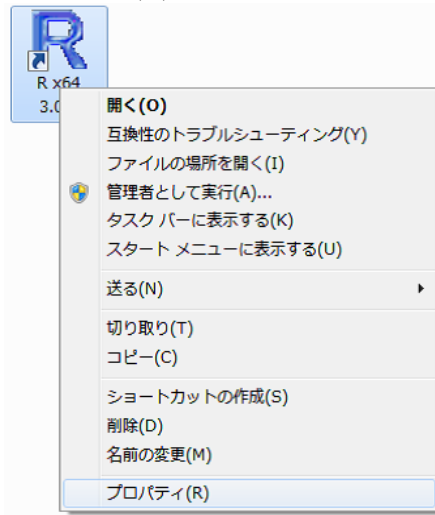 R
R x64
3.0
開く(O)
互換性のトラブルシューティング(Y)
ファイルの場所を開く(I)
管理者として実行(A)...
タスク バーに表示する(K)
スタート メニューに表示する(U)
送る(N)
切り取り(T)
コピー(C)
ショートカットの作成(S)
削除(D)
名前の変更(M)
プロパティ(R)